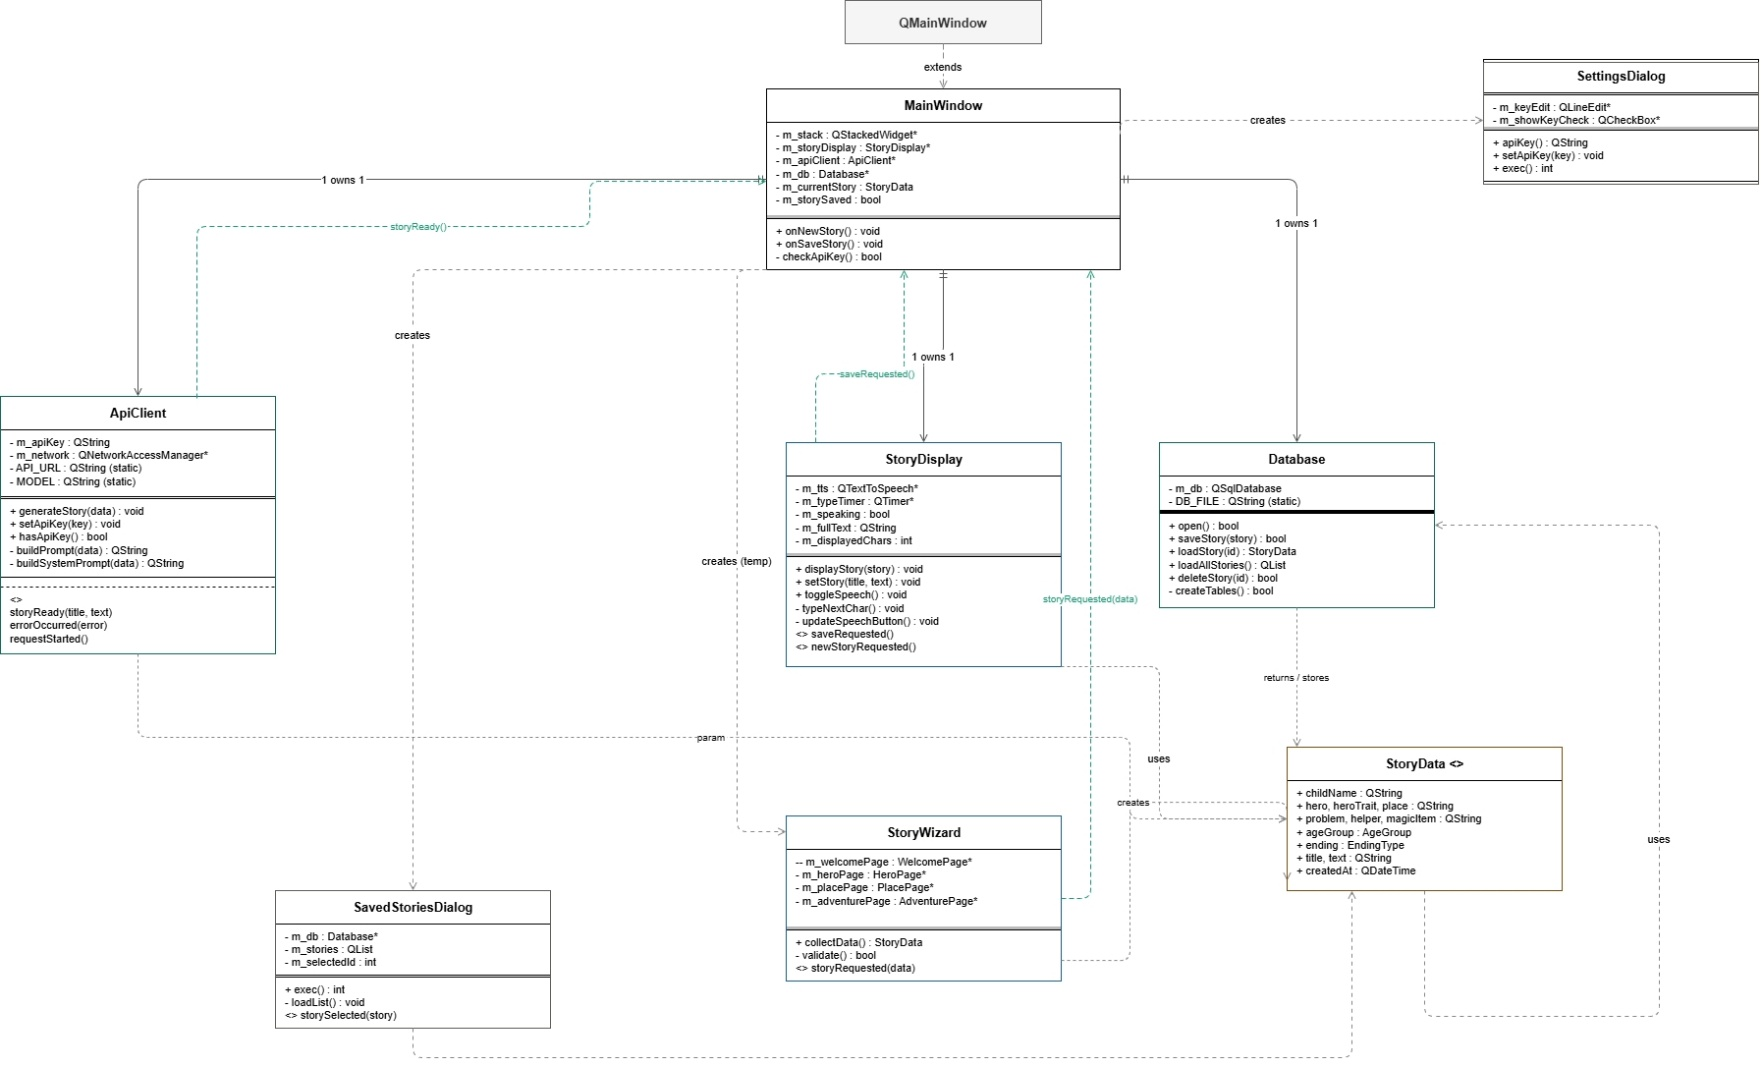 QMainWindow
extends
MainWindow
- m_stack : QStackedWidget*
- m_storyDisplay : StoryDisplay*
- m_apiClient : ApiClient*
- m_db : Database*
- m_currentStory : StoryData
- m_storySaved : bool
+ onNewStory() : void
+ onSaveStory() : void
- checkApiKey() : bool
creates
SettingsDialog
- m_keyEdit : QLineEdit*
- m_showKeyCheck : QCheckBox*
+ apiKey() : QString
+ setApiKey(key) : void
+ exec() : int
1 owns 1
storyReady()
1 owns 1
creates
1 owns 1
saveRequested()
ApiClient
- m_apiKey : QString
- m_network : QNetworkAccessManager*
- API_URL : QString (static)
- MODEL : QString (static)
+ generateStory(data) : void
+ setApiKey(key) : void
+ hasApiKey() : bool
- buildPrompt(data) : QString
- buildSystemPrompt(data) : QString
<>
storyReady(title, text)
errorOccurred(error)
requestStarted()
creates (temp)
StoryDisplay
- m_tts : QTextToSpeech*
- m_typeTimer : QTimer*
- m_speaking : bool
- m_fullText : QString
- m_displayedChars : int
+ displayStory(story) : void
+ setStory(title, text) : void
+ toggleSpeech() : void
- typeNextChar() : void
- updateSpeechButton() : void
<> saveRequested()
<> newStoryRequested()
storyRequested(data)
Database
- m_db : QSqlDatabase
- DB_FILE : QString (static)
+ open() : bool
+ saveStory(story) : bool
+ loadStory(id) : StoryData
+ loadAllStories() : QList
+ deleteStory(id) : bool
- createTables() : bool
returns / stores
param
uses
creates
StoryData <>
+ childName : QString
+ hero, heroTrait, place : QString
+ problem, helper, magicItem : QString
+ ageGroup : AgeGroup
+ ending : EndingType
+ title, text : QString
+ createdAt : QDateTime
uses
StoryWizard
-- m_welcomePage : WelcomePage*
- m_heroPage : HeroPage*
- m_placePage : PlacePage*
- m_adventurePage : AdventurePage*
+ collectData() : StoryData
- validate() : bool
<> storyRequested(data)
SavedStoriesDialog
- m_db : Database*
- m_stories : QList
- m_selectedId : int
+ exec() : int
- loadList() : void
<> storySelected(story)